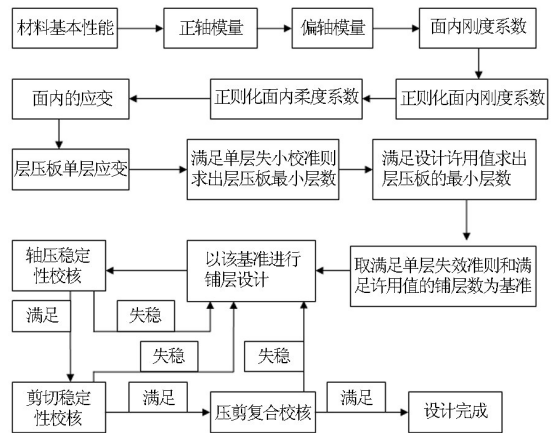 材料基本性能
正轴模量
偏轴模量
面内刚度系数
面内的应变
正则化面内柔度系数
正则化面内刚度系数
层压板单层应变
满足单层失小校准则
求出层压板最小层数
满足设计许用值求出
层压板的最小层数
轴压稳定
性校核
以该基准进行
铺层设计
取满足单层失效准则和满
足许用值的铺层数为基准
满足
失稳
失稳
失稳
剪切稳定
性校核
满足
压剪复合校核
满足
设计完成